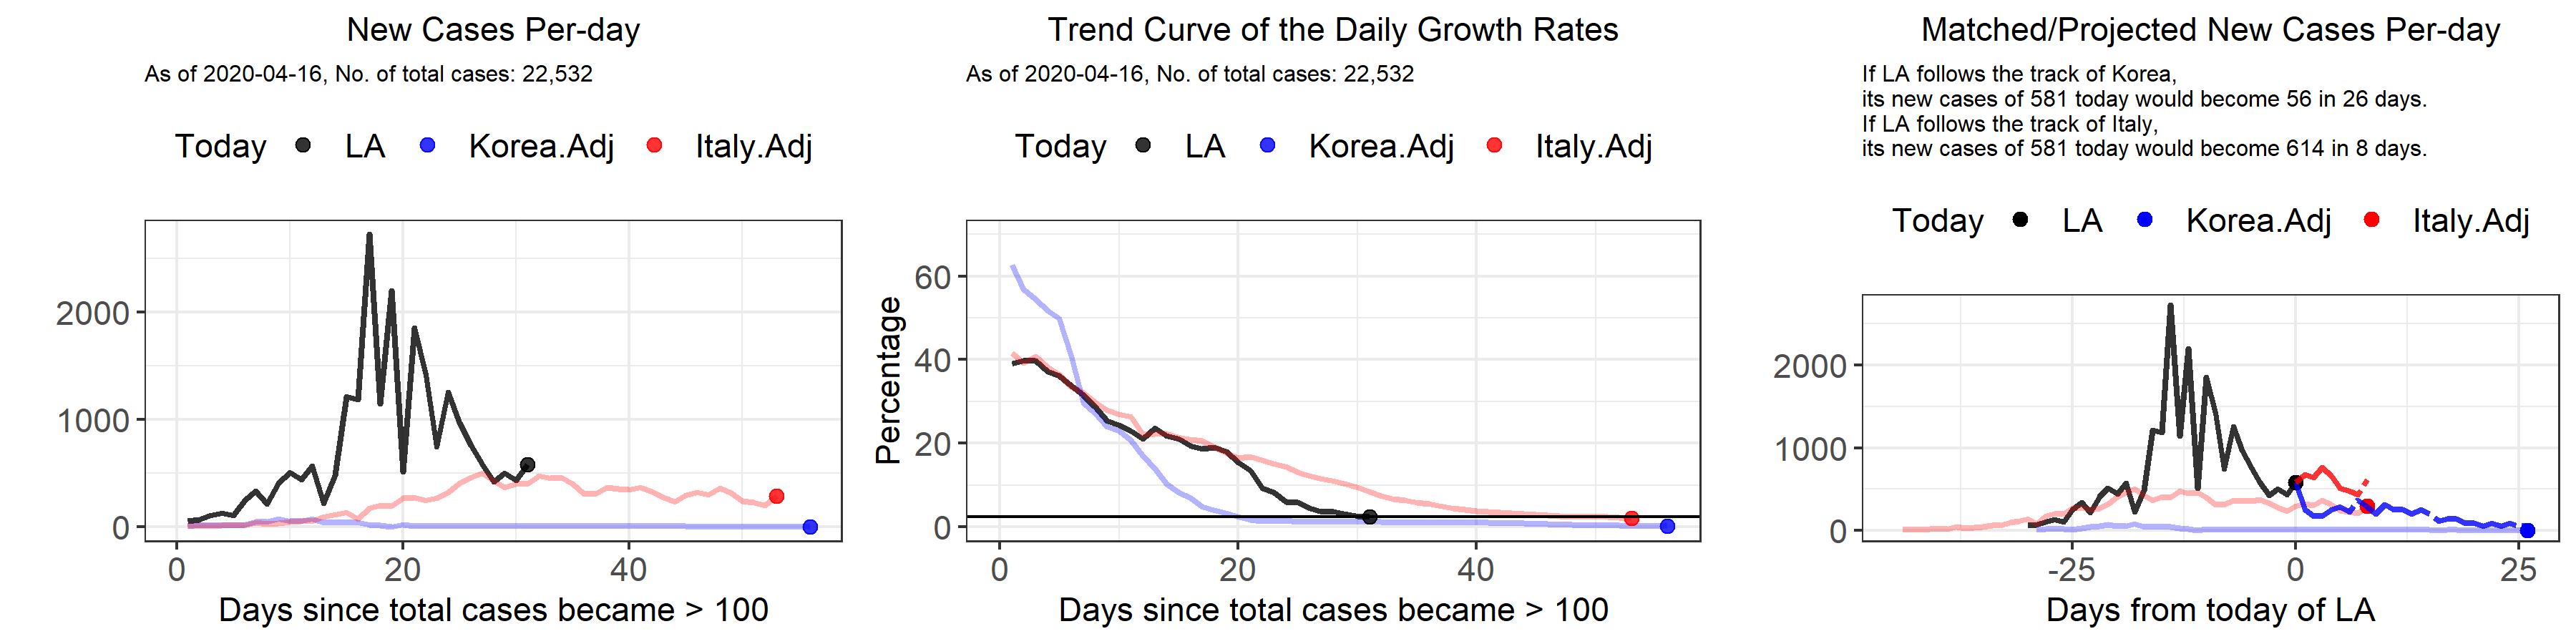 New Cases Per-day
As of 2020-04-16, No. of total cases: 22,532
Today LA Korea.Adj Italy.Adj
2000
1000
0
0 20 40
Days since total cases became > 100
Trend Curve of the Daily Growth Rates
As of 2020-04-16, No. of total cases: 22,532
Today LA Korea.Adj Italy.Adj
Percentage
60
40
20
0
0 20 40
Days since total cases became > 100
Matched/Projected New Cases Per-day
If LA follows the track of Korea,
its new cases of 581 today would become 56 in 26 days.
If LA follows the track of Italy,
its new cases of 581 today would become 614 in 8 days.
Today LA Korea.Adj Italy.Adj
2000
1000
0
-25 0 25
Days from today of LA